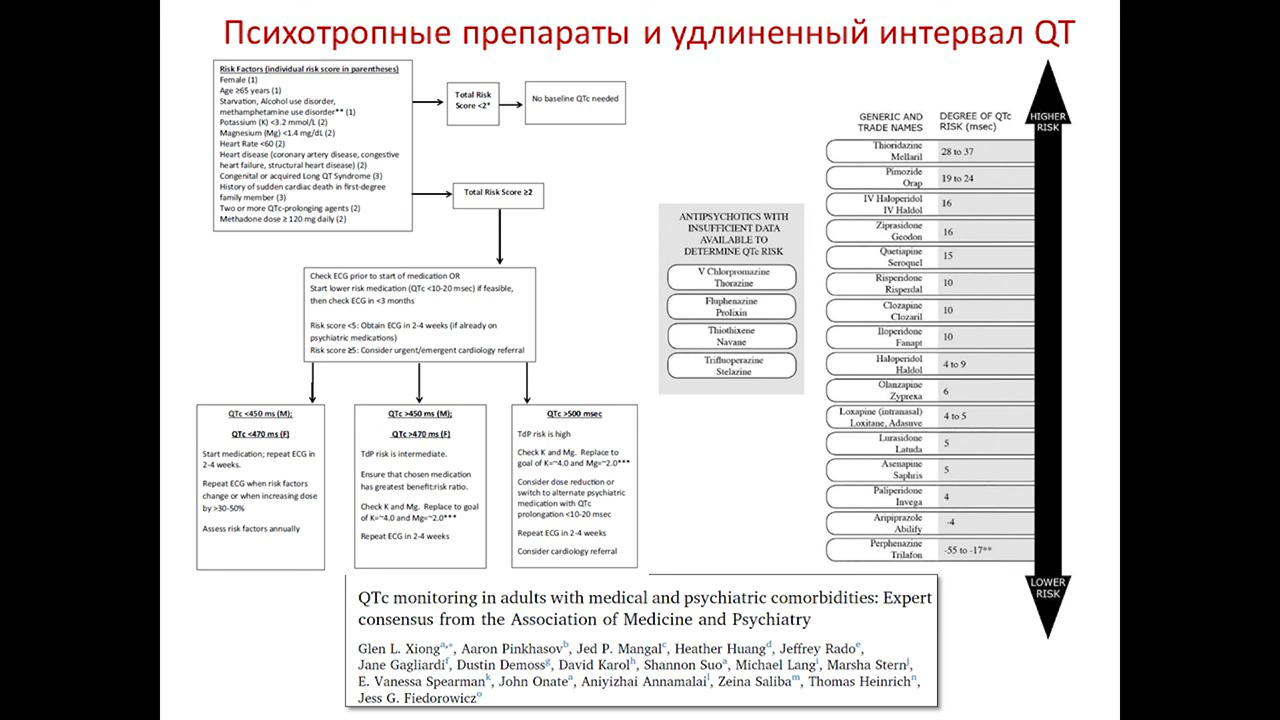 Психотропные препараты и удлиненный интервал QT
Risk Factors (individual risk score in parentheses)
Female (1)
Age ≥65 years (1)
Starvation, Alcohol use disorder,
methamphetamine use disorder** (1)
Potassium (K) <3.2 mmol/L (2)
Magnesium (Mg) <1.4 mg/dL (2)
Heart Rate <60 (2)
Heart disease (coronary artery disease, congestive
heart failure, structural heart disease) (2)
Congenital or acquired Long QT Syndrome (3)
History of sudden cardiac death in first-degree
family member (3)
Two or more QTc-prolonging agents (2)
Methadone dose ≥ 120 mg daily (2)
Total Risk
Score <2*
No baseline QTc needed
Total Risk Score ≥2
Check ECG prior to start of medication OR
Start lower risk medication (QTc <10-20 msec) if feasible,
then check ECG in <3 months
Risk score <5: Obtain ECG in 2-4 weeks (if already on
psychiatric medications)
Risk score ≥5: Consider urgent/emergent cardiology referral
QTc <450 ms (M);
QTc <470 ms (F)
Start medication; repeat ECG in
2-4 weeks.
Repeat ECG when risk factors
change or when increasing dose
by >30-50%
Assess risk factors annually
QTc >450 ms (M);
QTc >470 ms (F)
TdP risk is intermediate.
Ensure that chosen medication
has greatest benefit:risk ratio.
Check K and Mg. Replace to goal
of K=~4.0 and Mg=~2.0***
Repeat ECG in 2-4 weeks
QTc >500 msec
TdP risk is high
Check K and Mg. Replace to
goal of K=~4.0 and Mg=~2.0***
Consider dose reduction or
switch to alternate psychiatric
medication with QTc
prolongation <10-20 msec
Repeat ECG in 2-4 weeks
Consider cardiology referral
ANTIPSYCHOTICS WITH
INSUFFICIENT DATA
AVAILABLE TO
DETERMINE QTc RISK
V Chlorpromazine
Thorazine
Fluphenazine
Prolixin
Thiothixene
Navane
Trifluoperazine
Stelazine
GENERIC AND
TRADE NAMES
DEGREE OF QTc
RISK (msec)
HIGHER
RISK
Thioridazine
Mellaril
28 to 37
Pimozide
Orap
19 to 24
IV Haloperidol
IV Haldol
16
Ziprasidone
Geodon
16
Quetiapine
Seroquel
15
Risperidone
Risperdal
10
Clozapine
Clozaril
10
Iloperidone
Fanapt
10
Haloperidol
Haldol
4 to 9
Olanzapine
Zyprexa
6
Loxapine (intranasal)
Loxitane, Adasuve
4 to 5
Lurasidone
Latuda
5
Asenapine
Saphris
5
Paliperidone
Invega
4
Aripiprazole
Abilify
-4
Perphenazine
Trilafon
-55 to -17**
LOWER
RISK
QTc monitoring in adults with medical and psychiatric comorbidities: Expert
consensus from the Association of Medicine and Psychiatry
Glen L. Xiong a,*, Aaron Pinkhasov b, Jed P. Mangal c, Heather Huang d, Jeffrey Rado e,
Jane Gagliardi f, Dustin Demoss g, David Karol h, Shannon Suo a, Michael Lang i, Marsha Stern j,
E. Vanessa Spearman k, John Onate a, Aniyizhai Annamalai l, Zeina Saliba m, Thomas Heinrich n,
Jess G. Fiedorowicz o